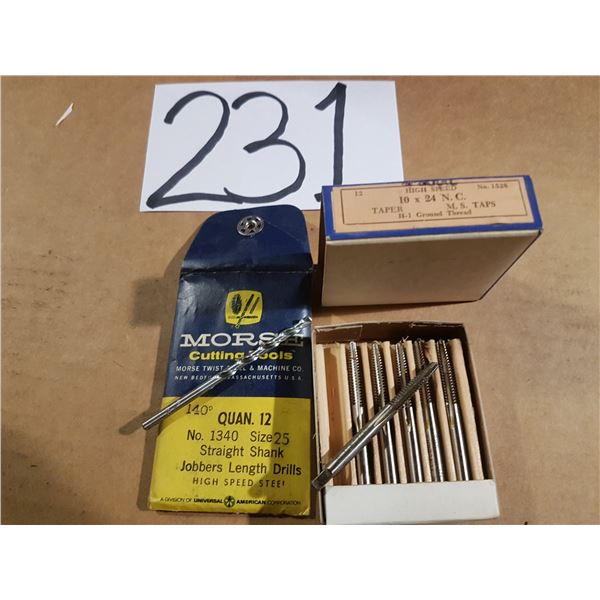 231
12 HIGH SPEED No. 1528
10 x 24 N.C.
TAPER M.S. TAPS
H-1 Ground Thread
MORSE
Cutting Tools
MORSE TWIST DRILL & MACHINE CO.
NEW BEDFORD, MASSACHUSETTS U.S.A.
140°
QUAN. 12
No. 1340 Size 25
Straight Shank
Jobbers Length Drills
HIGH SPEED STEEL
A DIVISION OF UNIVERSAL AMERICAN CORPORATION